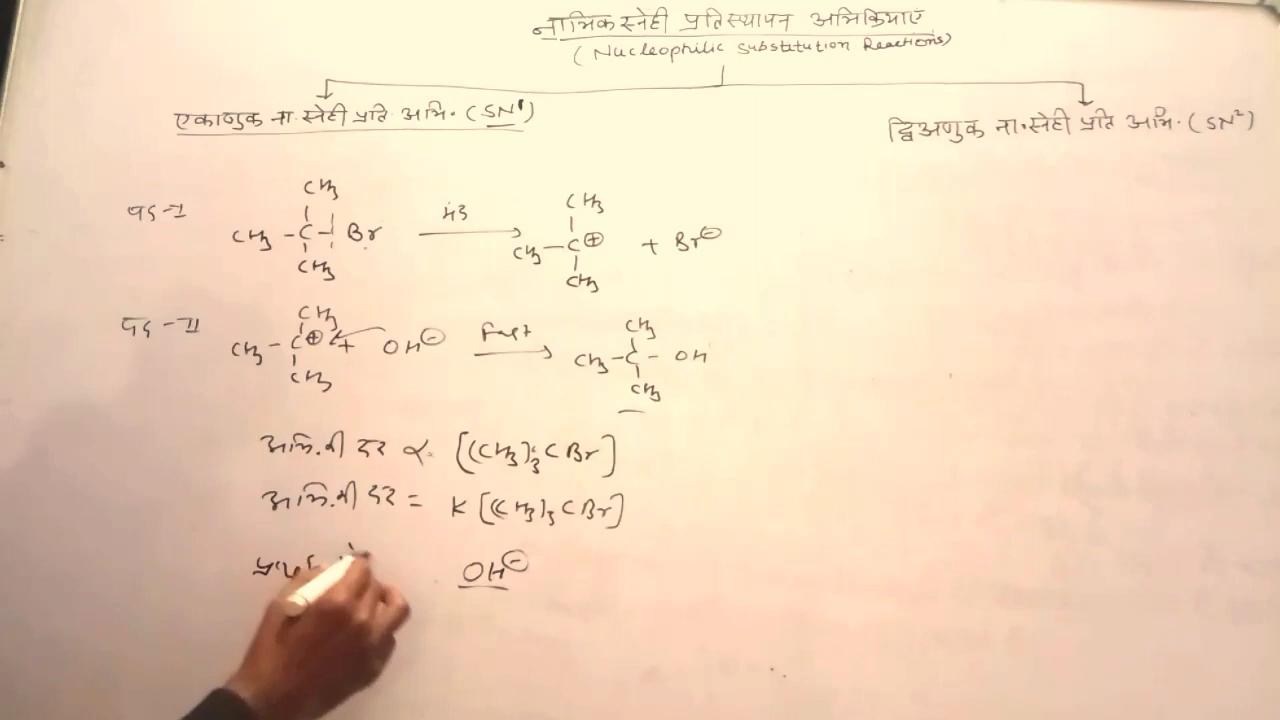 नाभिकस्नेही प्रतिस्थापन अभिक्रियाएं
(Nucleophilic Substitution Reactions)
एकाणुक ना.स्नेही प्रति अभि. (SN¹)
द्विअणुक ना.स्नेही प्रति अभि. (SN²)
पद-I
CH₃
CH₃ - C - Br मंद CH₃ - C⊕ + Br⊖
CH₃
CH₃
CH₃
पद-II
CH₃
CH₃ - C⊕ + OH⊖ Fast CH₃ - C - OH
CH₃
CH₃
CH₃
अभि. की दर ∝ [(CH₃)₃CBr]
अभि. की दर = K[(CH₃)₃CBr]
OH⊖